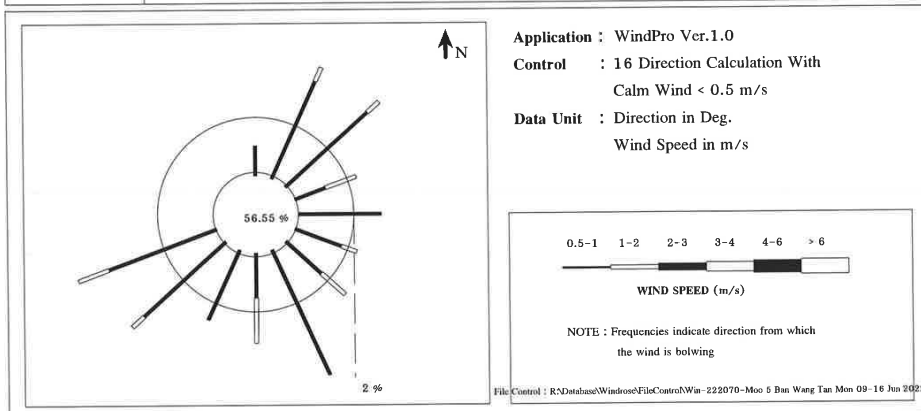 N
56.55 %
2 %
Application : WindPro Ver.1.0
Control : 16 Direction Calculation With
Calm Wind < 0.5 m/s
Data Unit : Direction in Deg.
Wind Speed in m/s
0.5-1 1-2 2-3 3-4 4-6 > 6
WIND SPEED (m/s)
NOTE : Frequencies indicate direction from which
the wind is bolwing
File Control : R:\Database\Windrose\FileControl\Win-222070-Moo 5 Ban Wang Tan Mon 09-16 Jun